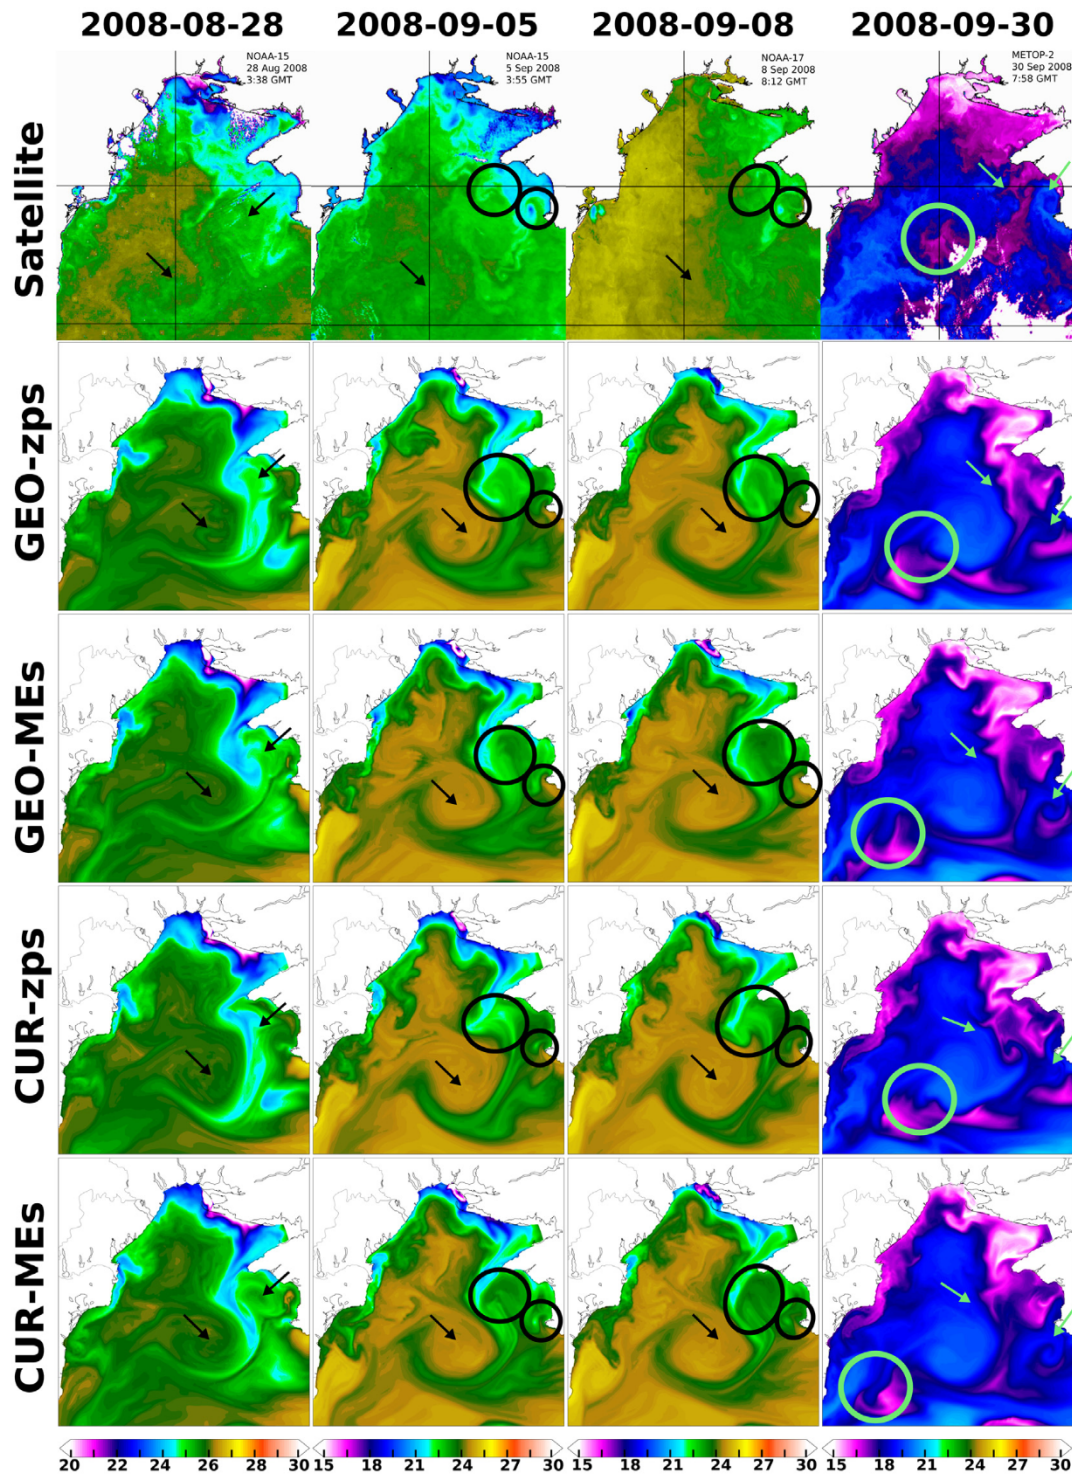 2008-08-28 2008-09-05 2008-09-08 2008-09-30
Satellite
NOAA-15
28 Aug 2008
3:38 GMT
NOAA-15
5 Sep 2008
3:55 GMT
NOAA-17
8 Sep 2008
8:12 GMT
METOP-2
30 Sep 2008
7:58 GMT
GEO-zps
GEO-MEs
CUR-zps
CUR-MEs
20 22 24 26 28 30 15 18 21 24 27 30 15 18 21 24 27 30 15 18 21 24 27 30